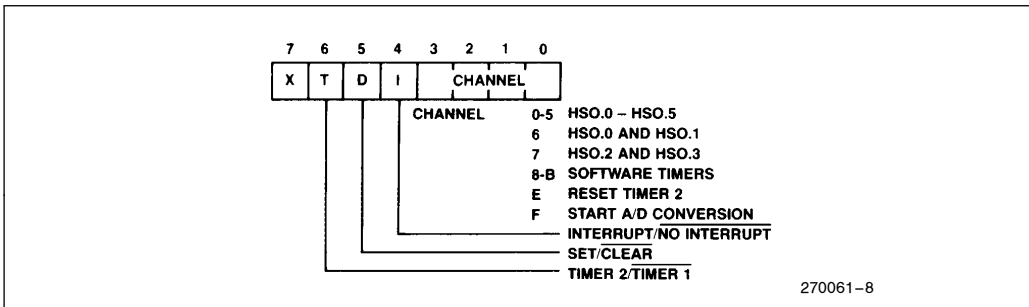 7 6 5 4 3 2 1 0
X T D I CHANNEL
CHANNEL 0-5 HSO.0 – HSO.5
6 HSO.0 AND HSO.1
7 HSO.2 AND HSO.3
8-B SOFTWARE TIMERS
E RESET TIMER 2
F START A/D CONVERSION
INTERRUPT/NO INTERRUPT
SET/CLEAR
TIMER 2/TIMER 1
270061–8